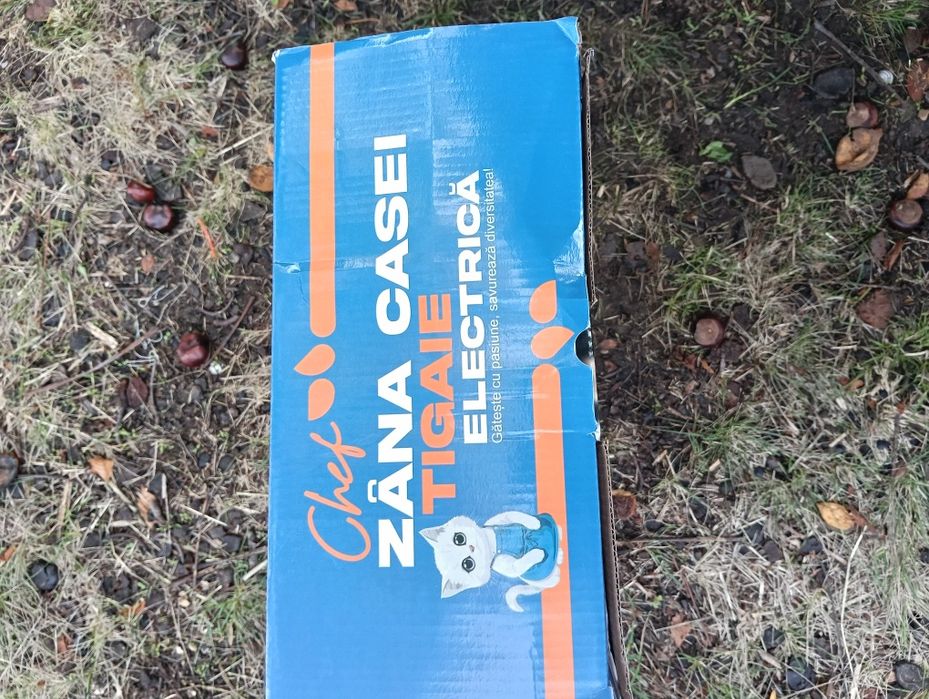 Chef
ZÂNA CASEI
TIGAIE
ELECTRICĂ
Gătește cu pasiune, savurează diversitatea!